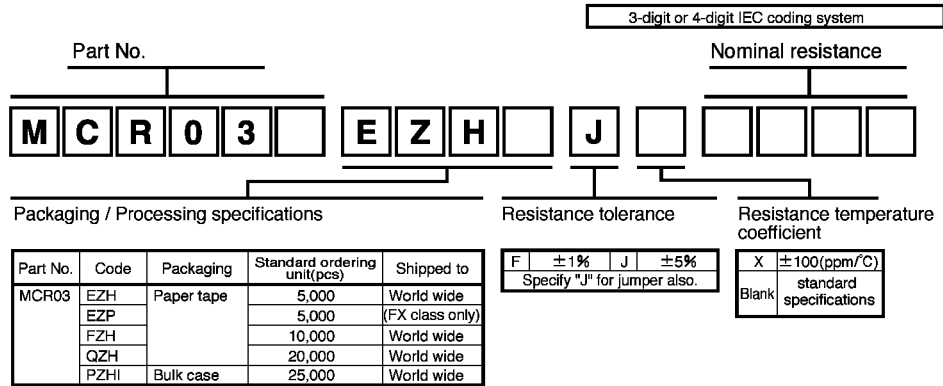 3-digit or 4-digit IEC coding system
Part No.
Nominal resistance
M C R 0 3 E Z H J
Packaging / Processing specifications
Resistance tolerance
Resistance temperature
coefficient
Part No. Code Packaging Standard ordering unit(pcs) Shipped to
MCR03 EZH Paper tape 5,000 World wide
EZP 5,000 (FX class only)
FZH 10,000 World wide
QZH 20,000 World wide
PZHI Bulk case 25,000 World wide
F ±1% J ±5%
Specify "J" for jumper also.
X ±100(ppm/°C)
Blank standard specifications